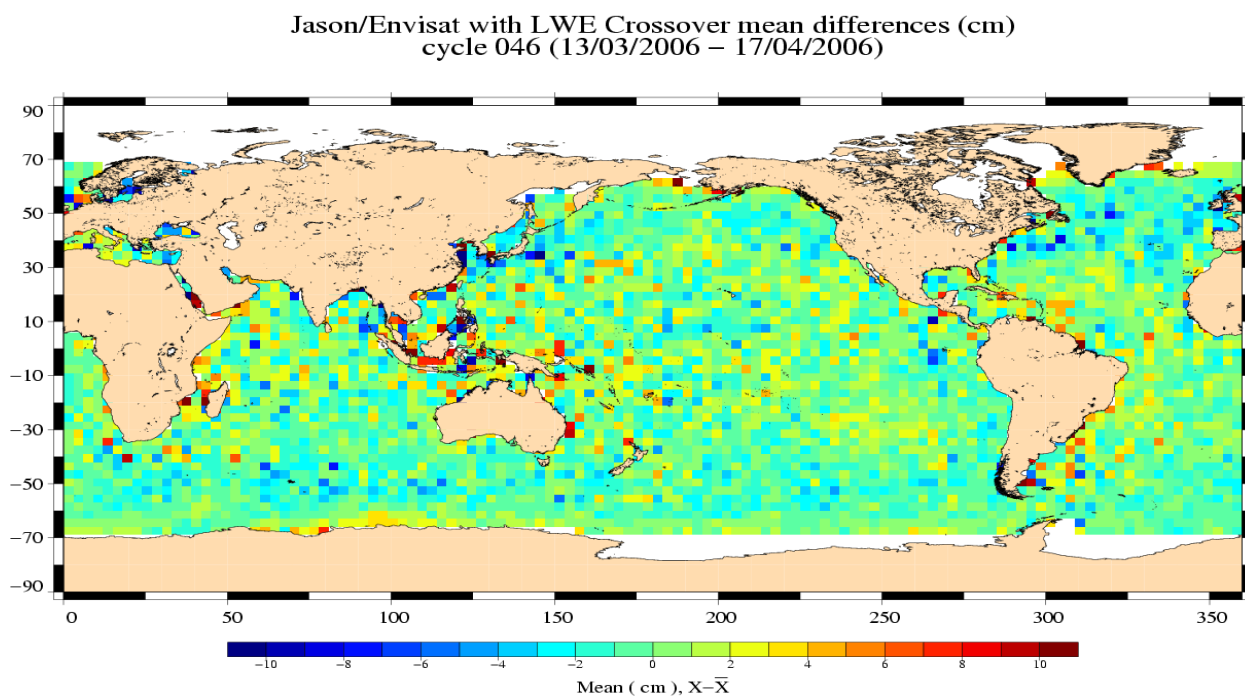 Jason/Envisat with LWE Crossover mean differences (cm)
cycle 046 (13/03/2006 − 17/04/2006)
90
70
50
30
10
−10
−30
−50
−70
−90
0 50 100 150 200 250 300 350
−10 −8 −6 −4 −2 0 2 4 6 8 10
Mean ( cm ), X−X̅